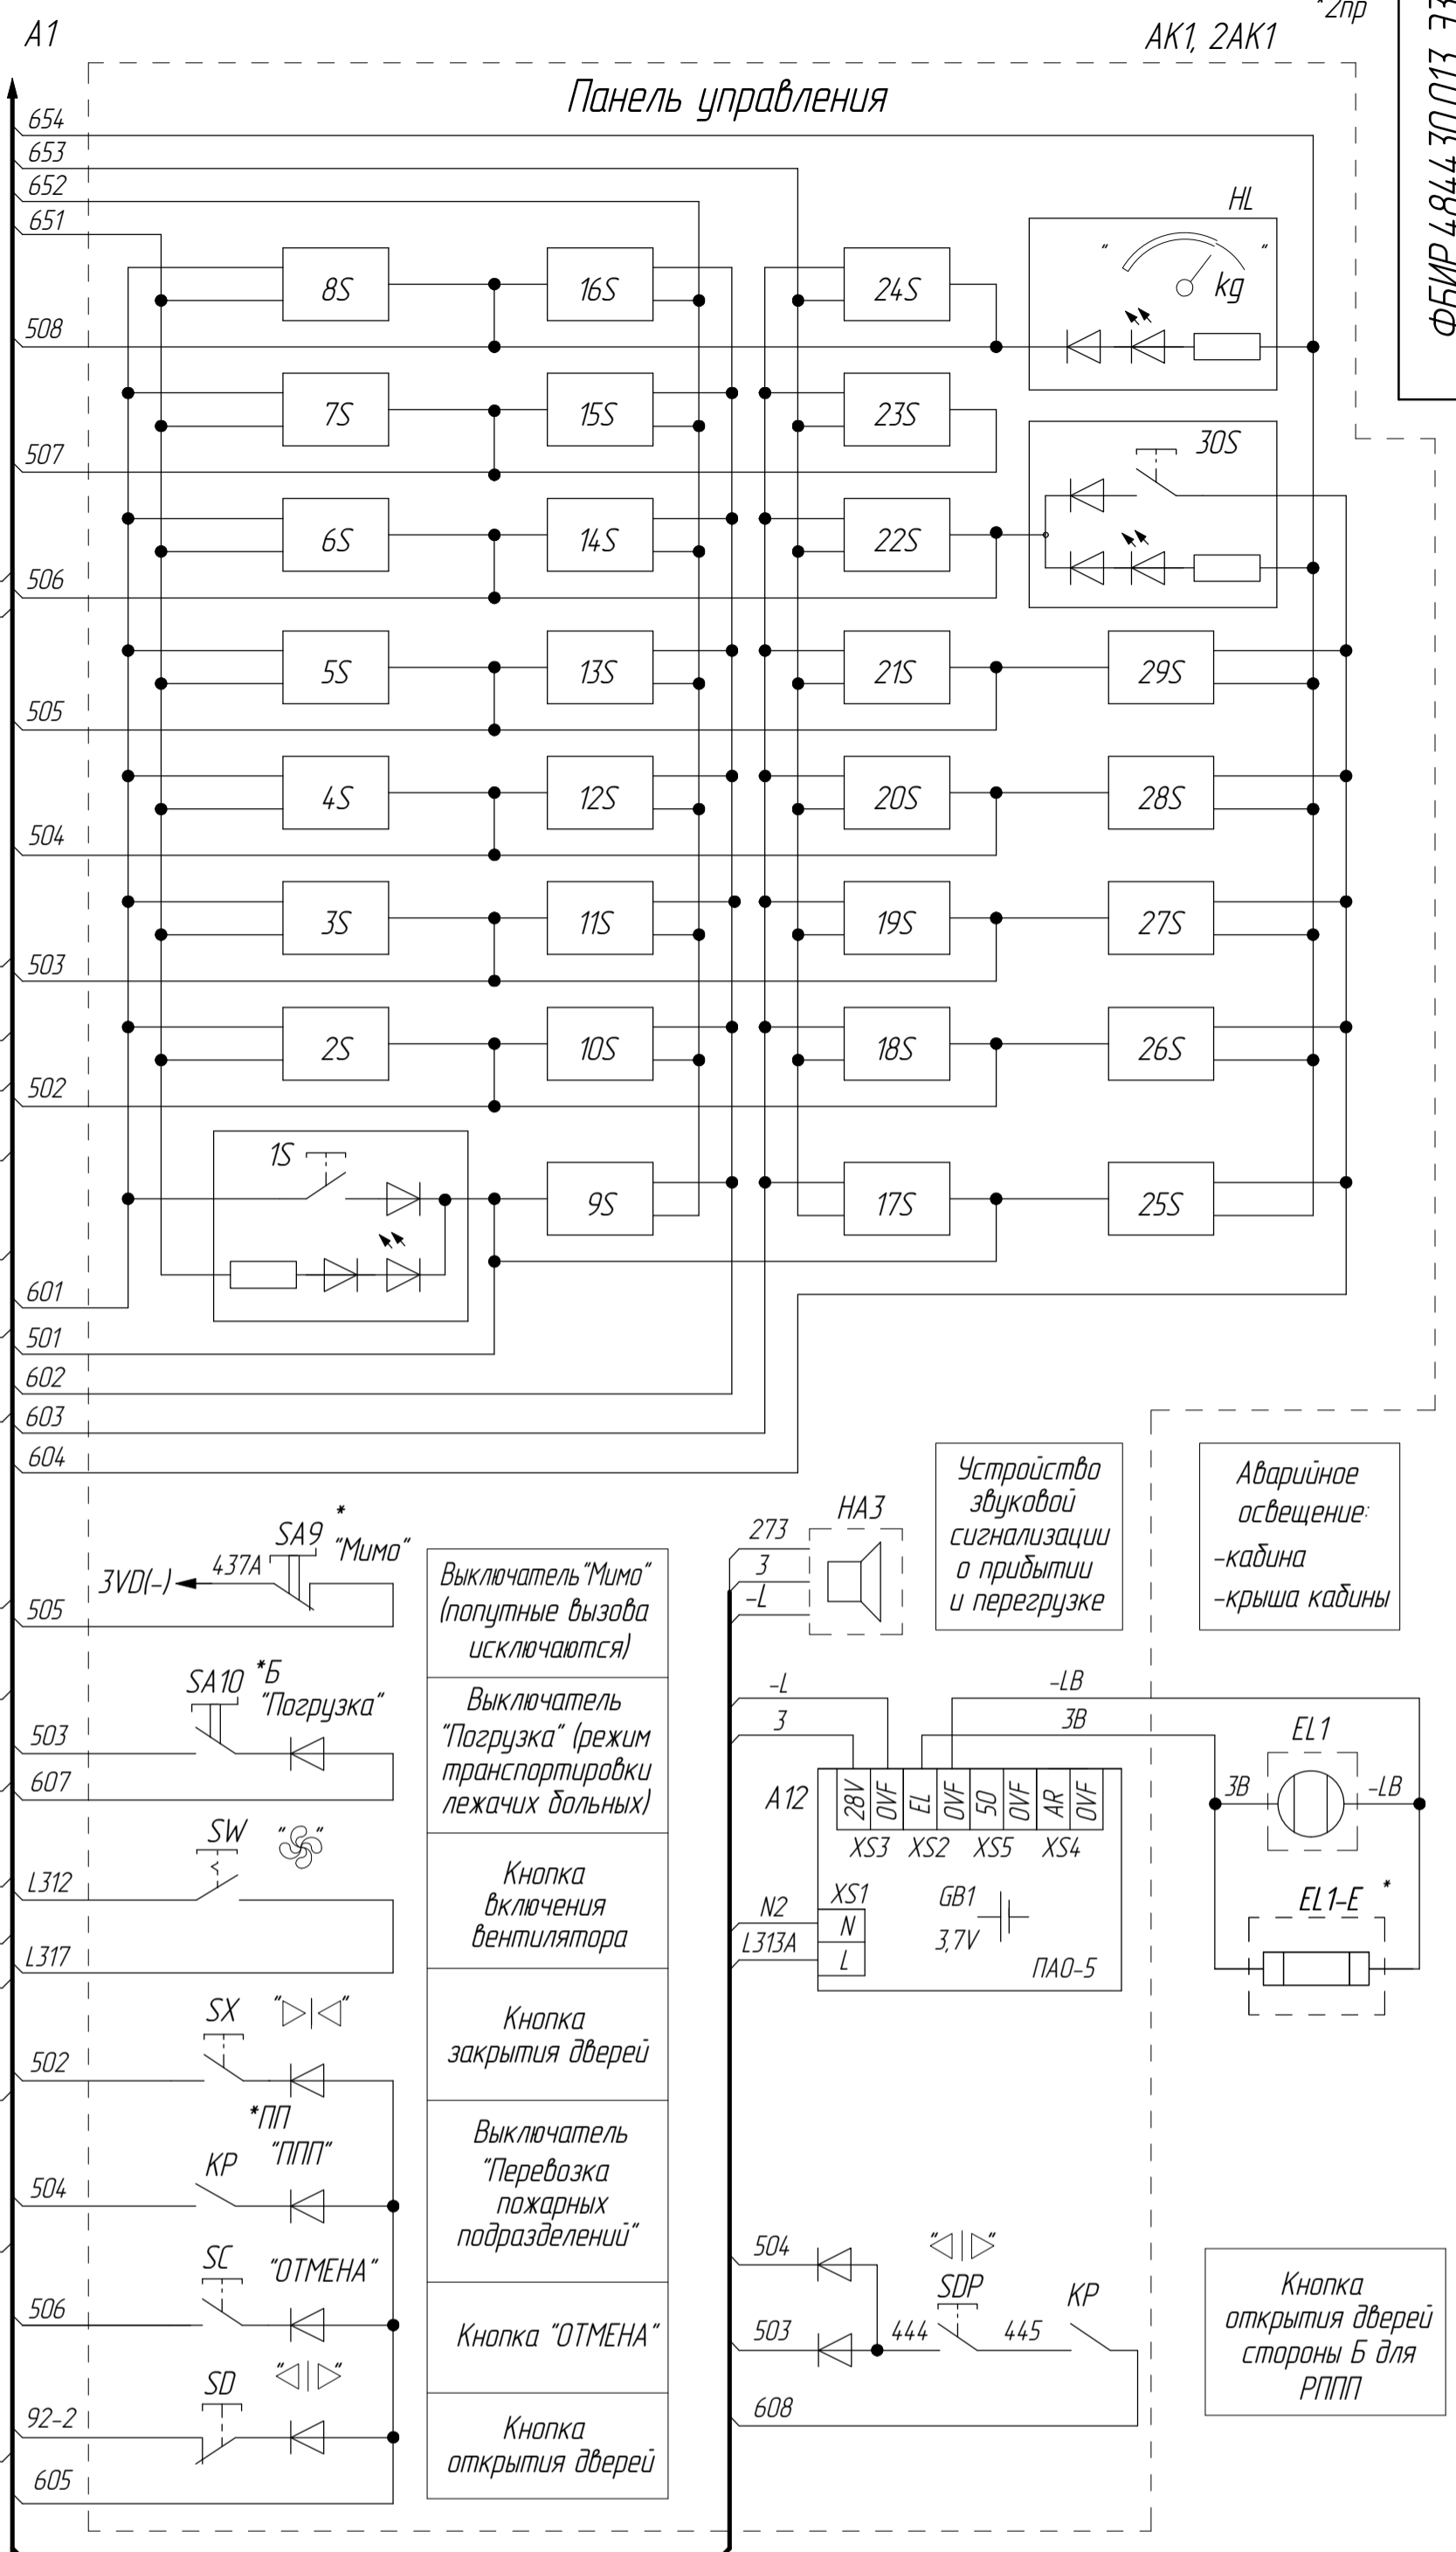 *2пр
A1
AK1, 2AK1
Панель управления
ФБИР 484430013
654
653
652
651
HL
" "
kg
8S 16S 24S
508
7S 15S 23S
507
30S
6S 14S 22S
506
5S 13S 21S 29S
505
4S 12S 20S 28S
504
3S 11S 19S 27S
503
2S 10S 18S 26S
502
1S
9S 17S 25S
601
501
602
603
604
*
SA9
"Мимо"
437A
3VD(-)
505
Выключатель "Мимо"
(попутные вызова
исключаются)
SA10
*Б
"Погрузка"
503
607
Выключатель
"Погрузка" (режим
транспортировки
лежачих больных)
SW
" "
L312
L317
Кнопка
включения
вентилятора
SX
" "
502
Кнопка
закрытия дверей
*ПП
"ППП"
KP
504
Выключатель
"Перевозка
пожарных
подразделений"
SC
"ОТМЕНА"
506
Кнопка "ОТМЕНА"
SD
" "
92-2
605
Кнопка
открытия дверей
HA3
273
3
-L
Устройство
звуковой
сигнализации
о прибытии
и перегрузке
Аварийное
освещение:
-кабина
-крыша кабины
-L
3
-LB
3B
A12
28V 0VF EL 0VF 50 0VF AR 0VF
XS3 XS2 XS5 XS4
XS1
N2
N
L313A
L
GB1
3,7V
ПАО-5
EL1
3B
-LB
EL1-E *
504
" "
SDP
KP
503
444
445
608
Кнопка
открытия дверей
стороны Б для
РППП